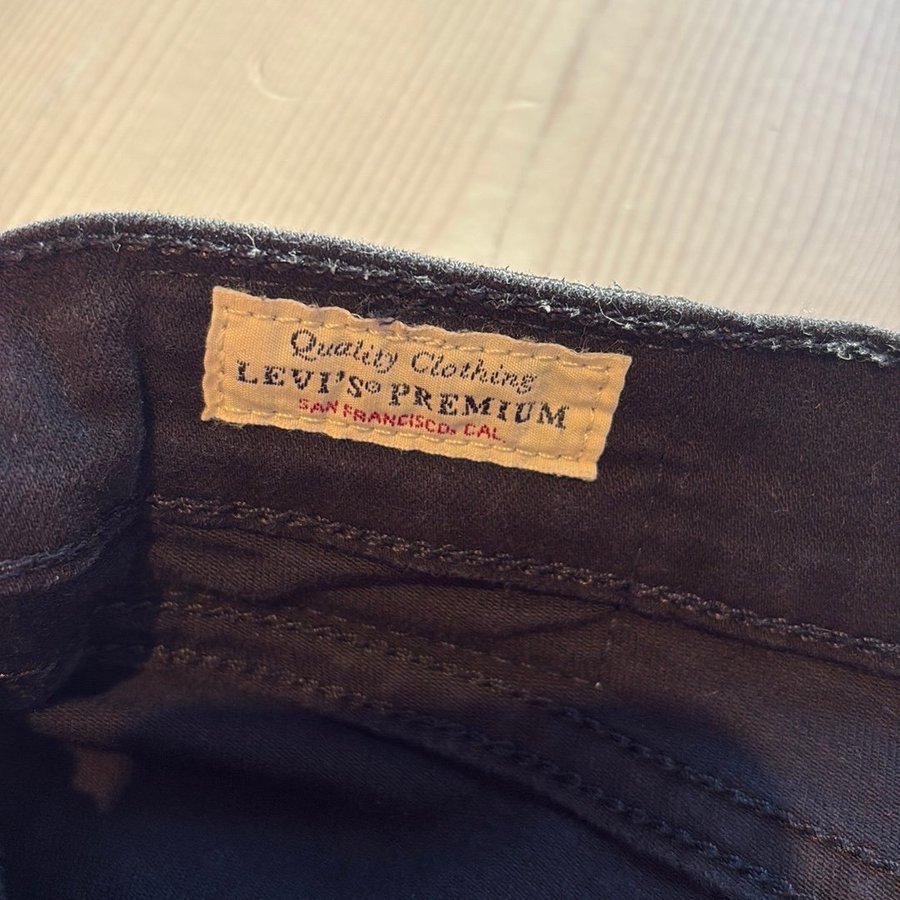 Quality Clothing
LEVI'S® PREMIUM
SAN FRANCISCO, CAL.